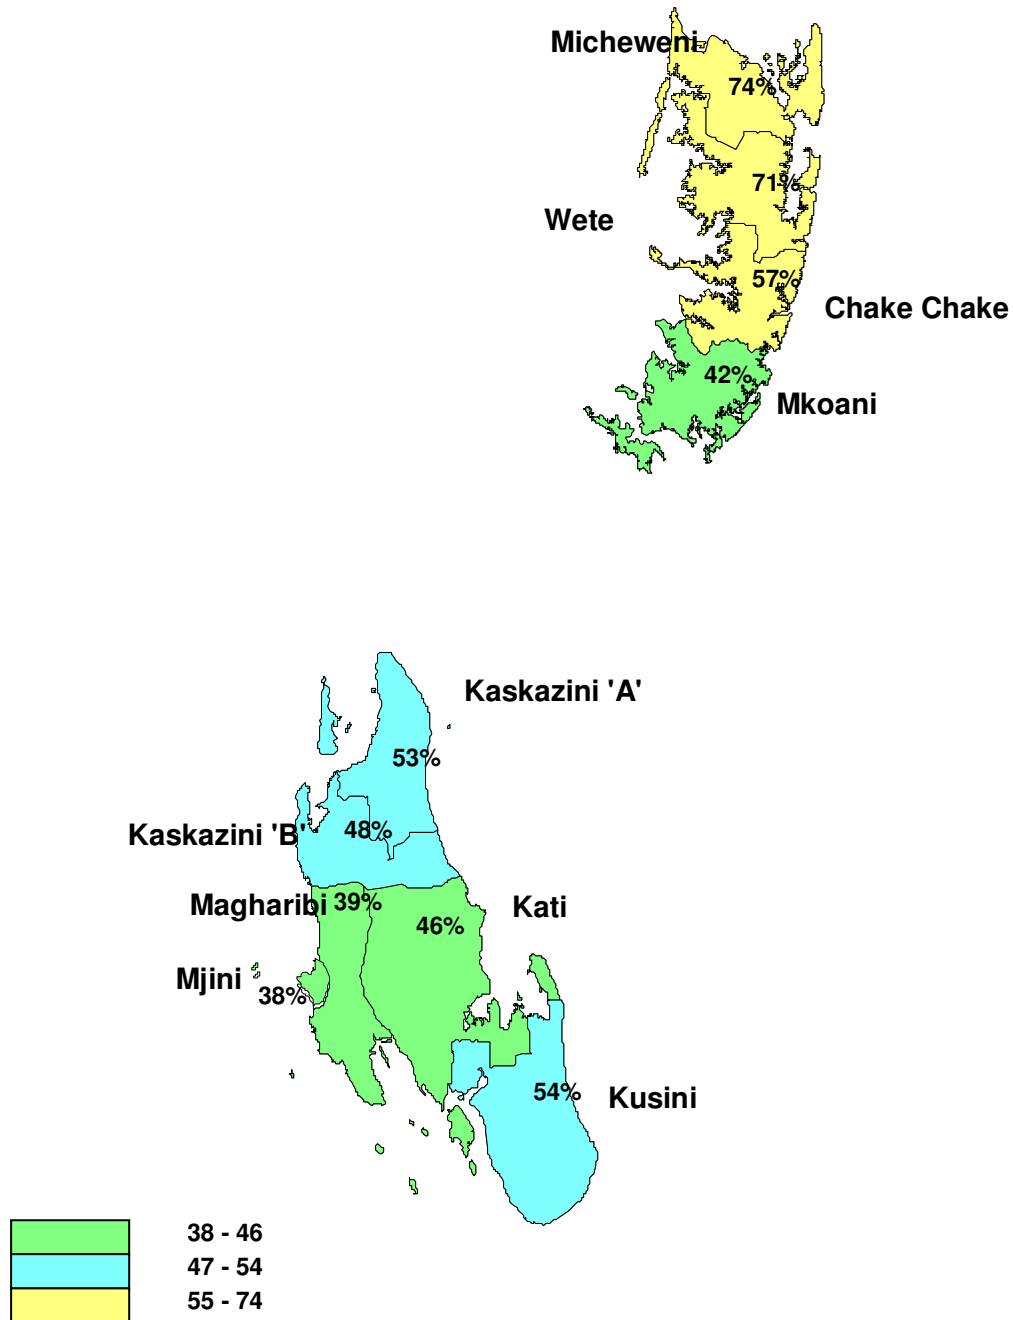 Micheweni
74%
71%
Wete
57%
Chake Chake
42%
Mkoani
Kaskazini 'A'
53%
Kaskazini 'B'
48%
Magharibi
39%
Kati
46%
Mjini
38%
54%
Kusini
38 - 46
47 - 54
55 - 74